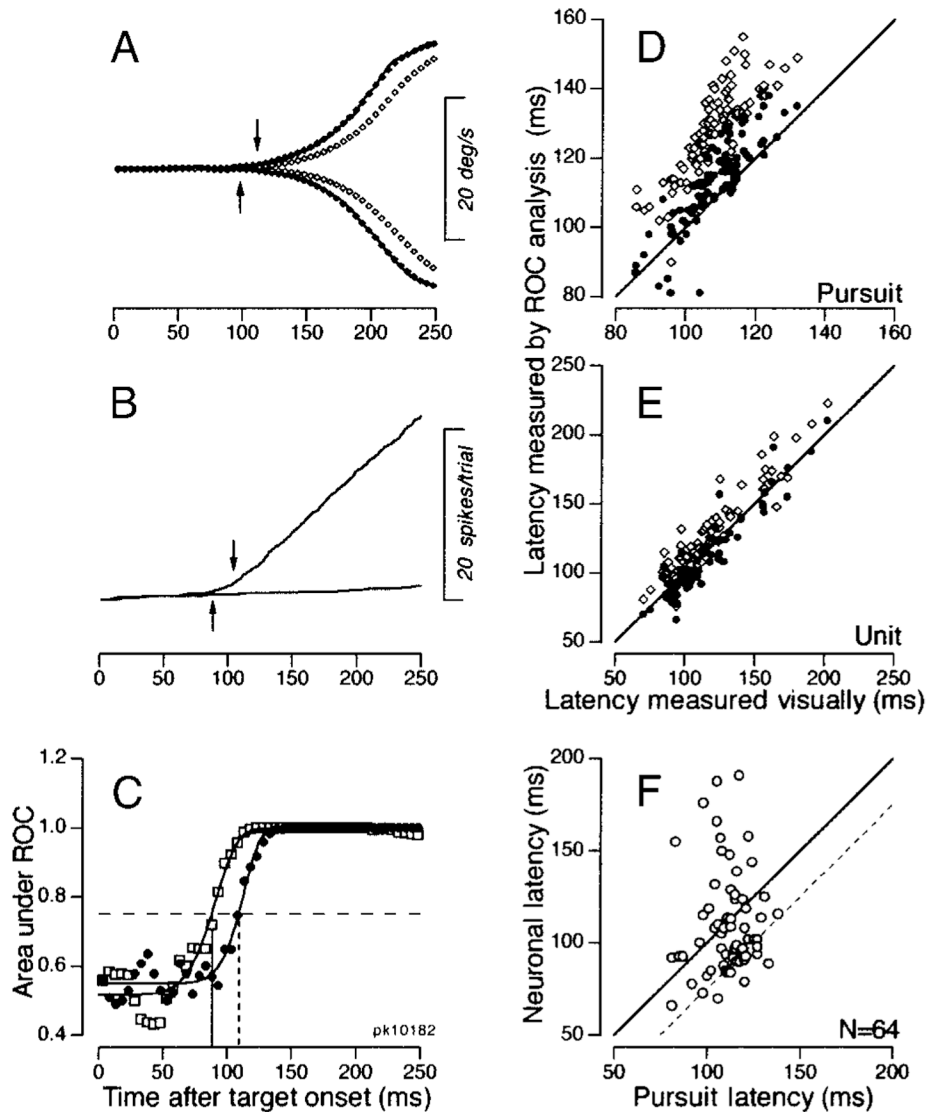 A
20 deg/s
0 50 100 150 200 250
B
20 spikes/trial
0 50 100 150 200 250
C
Area under ROC
1.2
1.0
0.8
0.6
0.4
pk10182
0 50 100 150 200 250
Time after target onset (ms)
Latency measured by ROC analysis (ms)
D
160
140
120
100
80
Pursuit
80 100 120 140 160
E
250
200
150
100
50
Unit
50 100 150 200 250
Latency measured visually (ms)
F
Neuronal latency (ms)
200
150
100
50
N=64
50 100 150 200
Pursuit latency (ms)